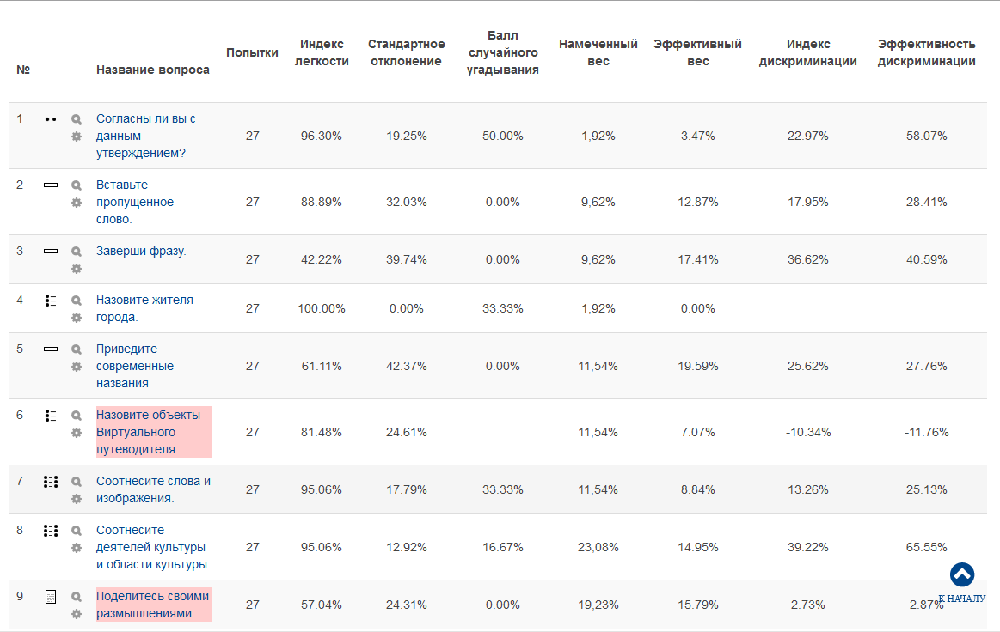 № Название вопроса Попытки Индекс легкости Стандартное отклонение Балл случайного угадывания Намеченный вес Эффективный вес Индекс дискриминации Эффективность дискриминации
1 Согласны ли вы с данным утверждением? 27 96.30% 19.25% 50.00% 1,92% 3.47% 22.97% 58.07%
2 Вставьте пропущенное слово. 27 88.89% 32.03% 0.00% 9,62% 12.87% 17.95% 28.41%
3 Заверши фразу. 27 42.22% 39.74% 0.00% 9,62% 17.41% 36.62% 40.59%
4 Назовите жителя города. 27 100.00% 0.00% 33.33% 1,92% 0.00%
5 Приведите современные названия 27 61.11% 42.37% 0.00% 11,54% 19.59% 25.62% 27.76%
6 Назовите объекты Виртуального путеводителя. 27 81.48% 24.61% 11,54% 7.07% -10.34% -11.76%
7 Соотнесите слова и изображения. 27 95.06% 17.79% 33.33% 11,54% 8.84% 13.26% 25.13%
8 Соотнесите деятелей культуры и области культуры 27 95.06% 12.92% 16.67% 23,08% 14.95% 39.22% 65.55%
9 Поделитесь своими размышлениями. 27 57.04% 24.31% 0.00% 19,23% 15.79% 2.73% 2.87%
К НАЧАЛУ